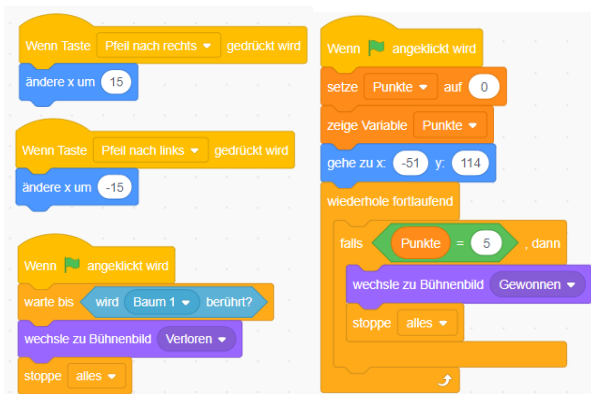 Wenn Taste Pfeil nach rechts gedrückt wird
ändere x um 15
Wenn Taste Pfeil nach links gedrückt wird
ändere x um -15
Wenn angeklickt wird
warte bis wird Baum 1 berührt?
wechsle zu Bühnenbild Verloren
stoppe alles
Wenn angeklickt wird
setze Punkte auf 0
zeige Variable Punkte
gehe zu x: -51 y: 114
wiederhole fortlaufend
falls Punkte = 5 , dann
wechsle zu Bühnenbild Gewonnen
stoppe alles